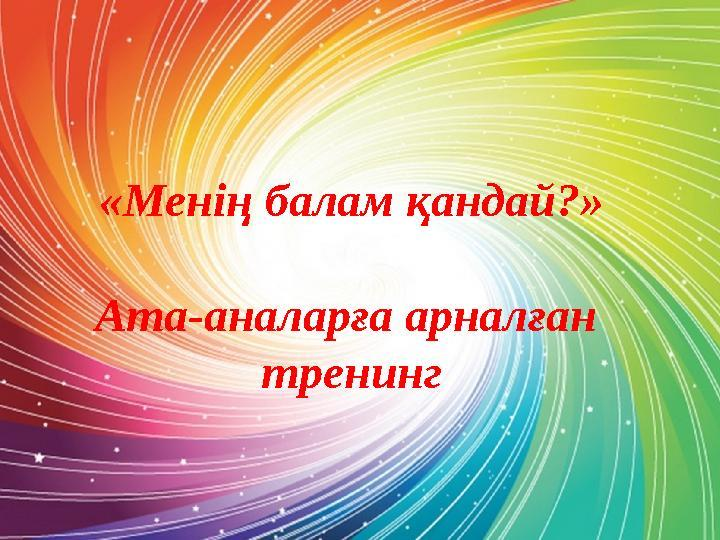 «Менің балам қандай?»
Ата-аналарға арналған
тренинг